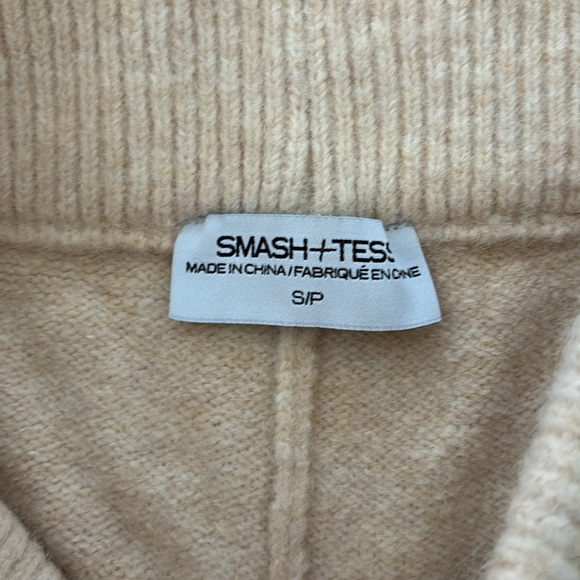 SMASH+TESS
MADE IN CHINA / FABRIQUÉ EN CHINE
S/P